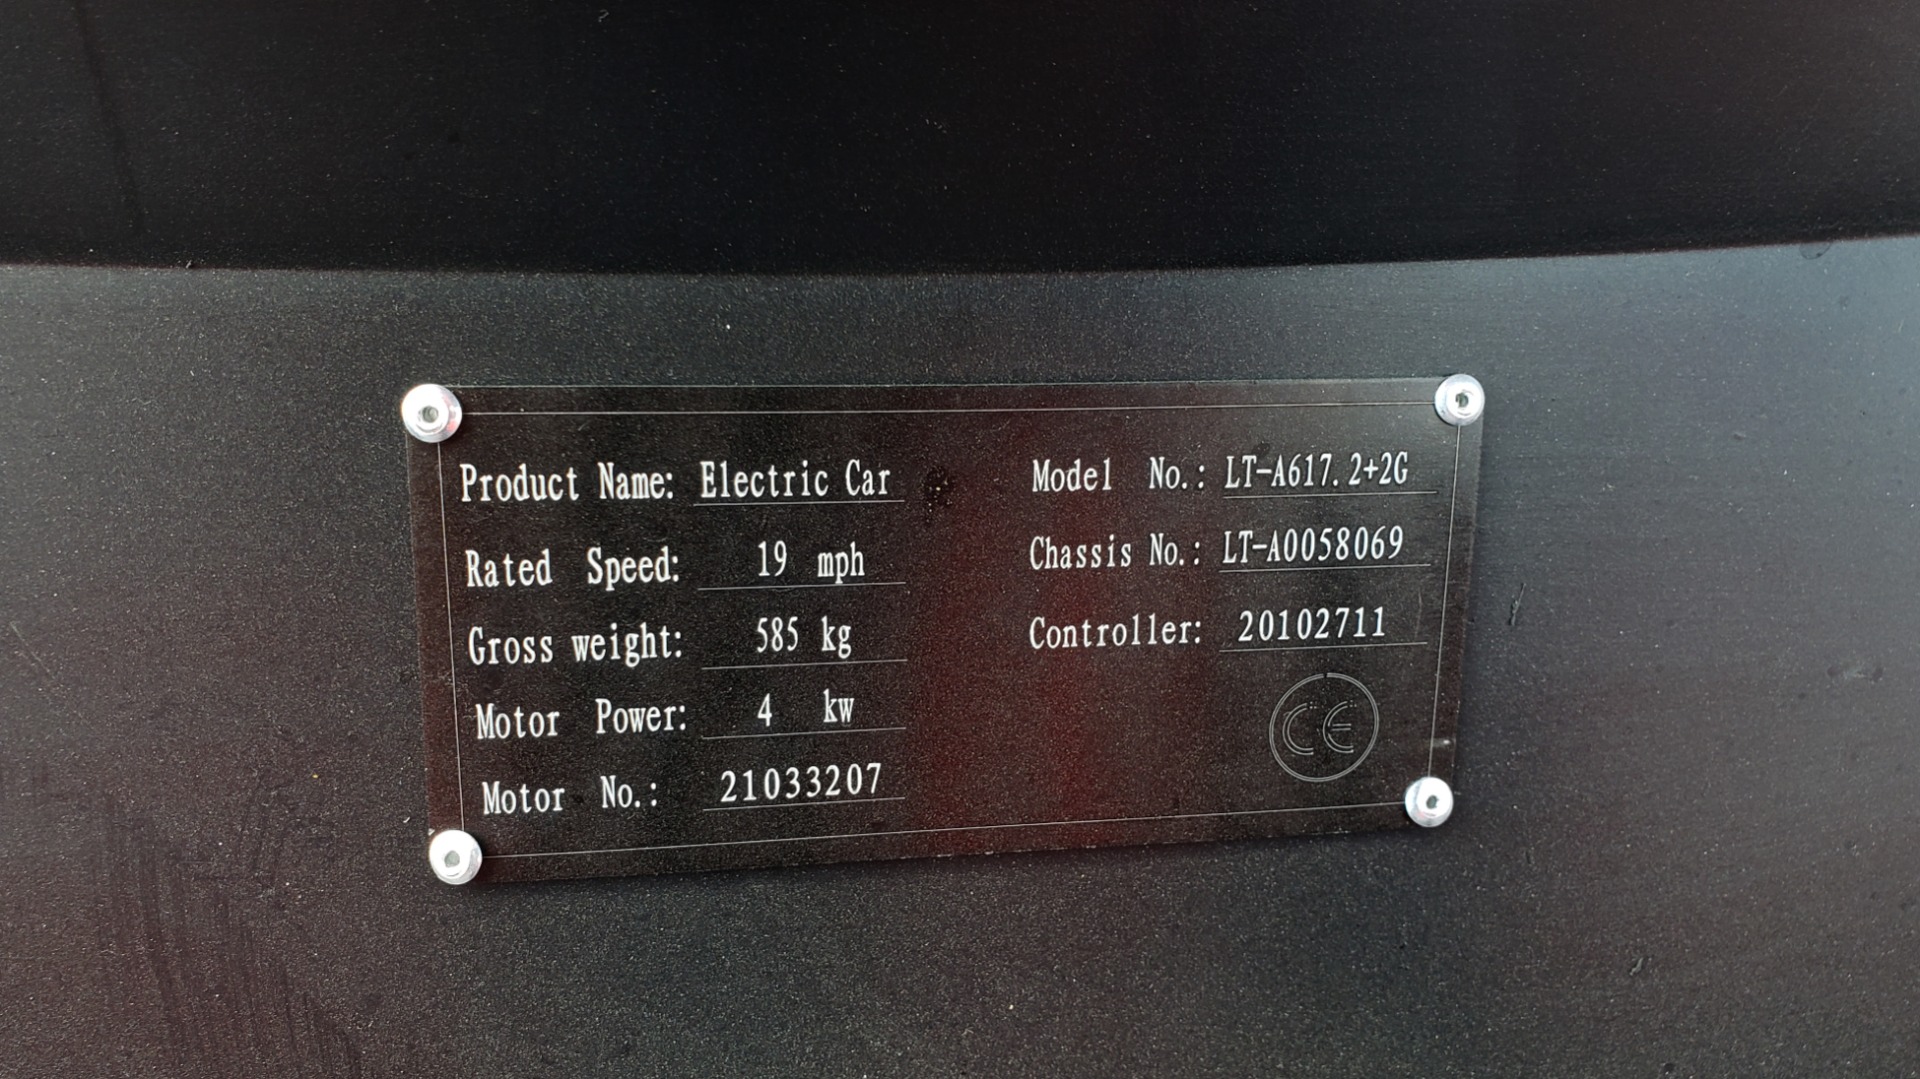 Product Name: Electric Car
Rated Speed: 19 mph
Gross weight: 585 kg
Motor Power: 4 kw
Motor No.: 21033207
Model No.: LT-A617.2+2G
Chassis No.: LT-A0058069
Controller: 20102711
CE